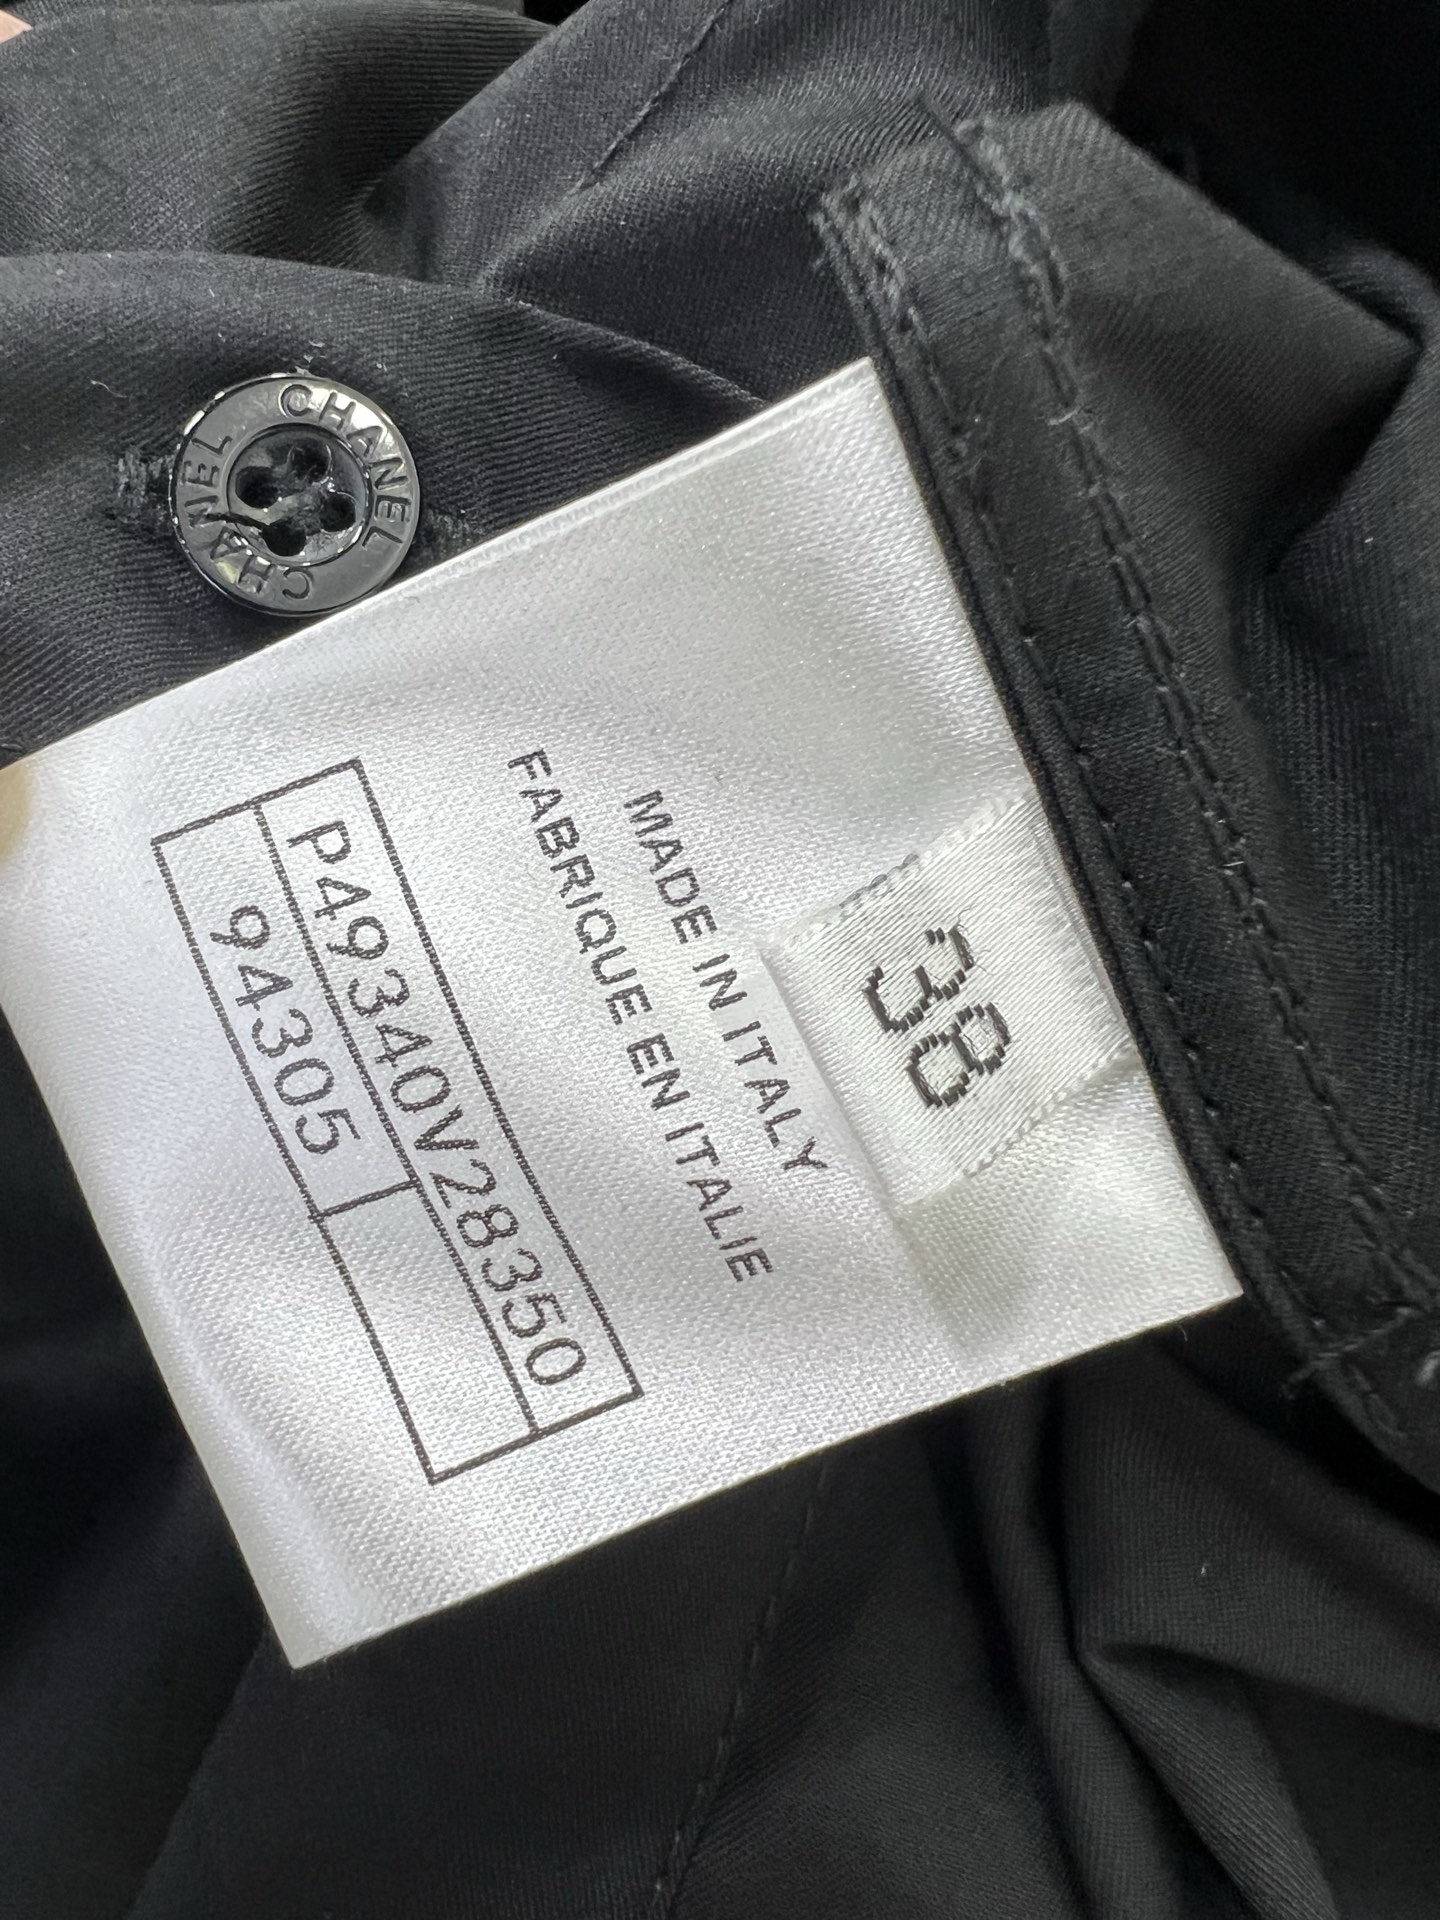 CHANEL
CHANEL
38
MADE IN ITALY
FABRIQUE EN ITALIE
P49340V28350
94305